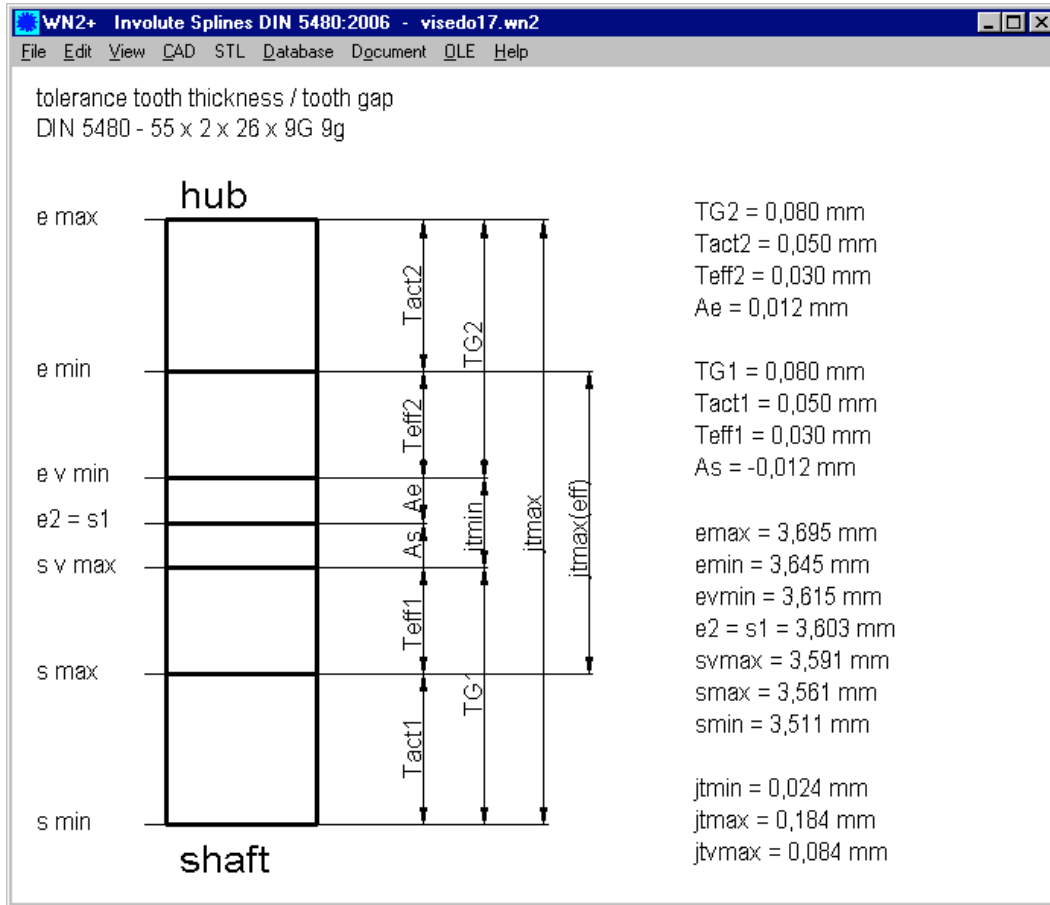 WN2+ Involute Splines DIN 5480:2006 - visedo17.wn2
File Edit View CAD STL Database Document OLE Help
tolerance tooth thickness / tooth gap
DIN 5480 - 55 x 2 x 26 x 9G 9g
hub
e max
e min
e v min
e2 = s1
s v max
s max
s min
shaft
Tact2
Teff2
Ae
As
Teff1
Tact1
TG2
jtmin
TG1
jtmax
jtmax(eff)
TG2 = 0,080 mm
Tact2 = 0,050 mm
Teff2 = 0,030 mm
Ae = 0,012 mm
TG1 = 0,080 mm
Tact1 = 0,050 mm
Teff1 = 0,030 mm
As = -0,012 mm
emax = 3,695 mm
emin = 3,645 mm
evmin = 3,615 mm
e2 = s1 = 3,603 mm
svmax = 3,591 mm
smax = 3,561 mm
smin = 3,511 mm
jtmin = 0,024 mm
jtmax = 0,184 mm
jtvmax = 0,084 mm